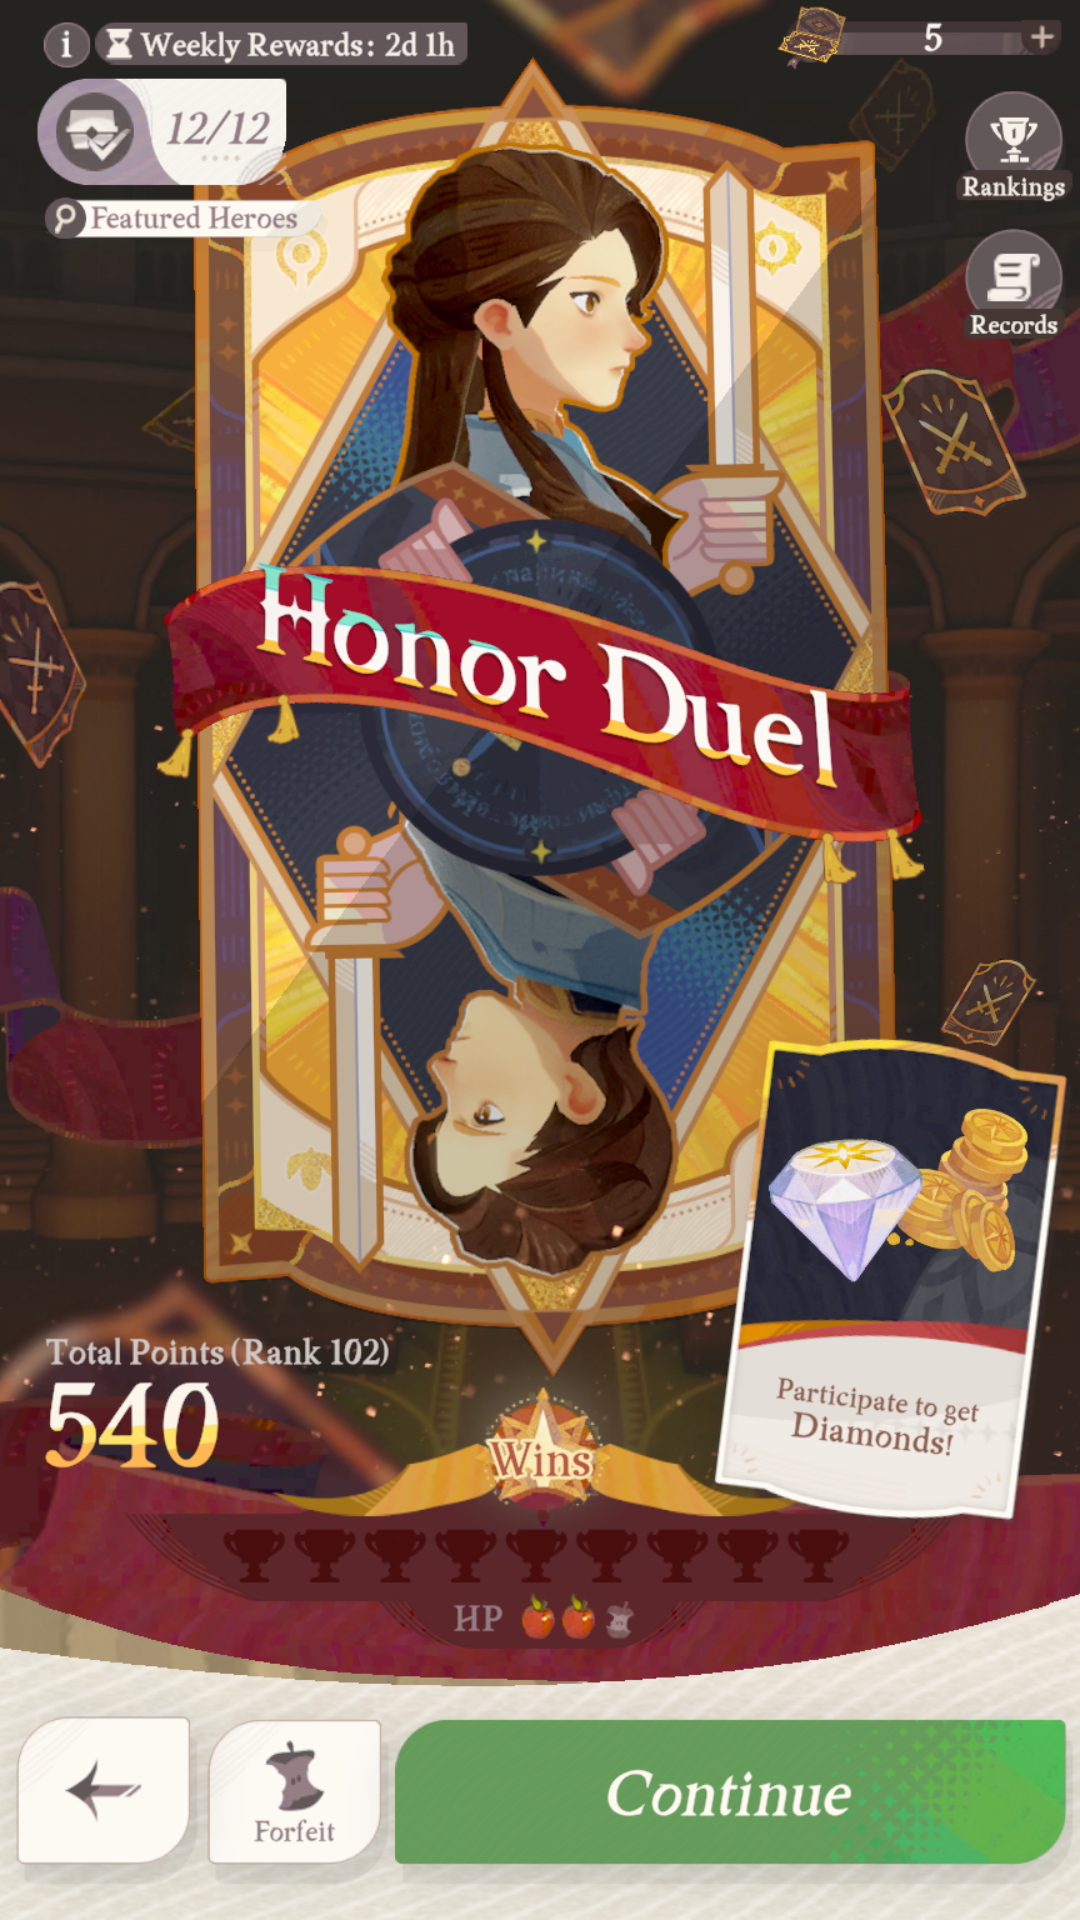 i
Weekly Rewards: 2d 1h
5
12/12
Rankings
Featured Heroes
Records
Honor Duel
Participate to get
Diamonds!
Total Points (Rank 102)
540
Wins
HP
Forfeit
Continue